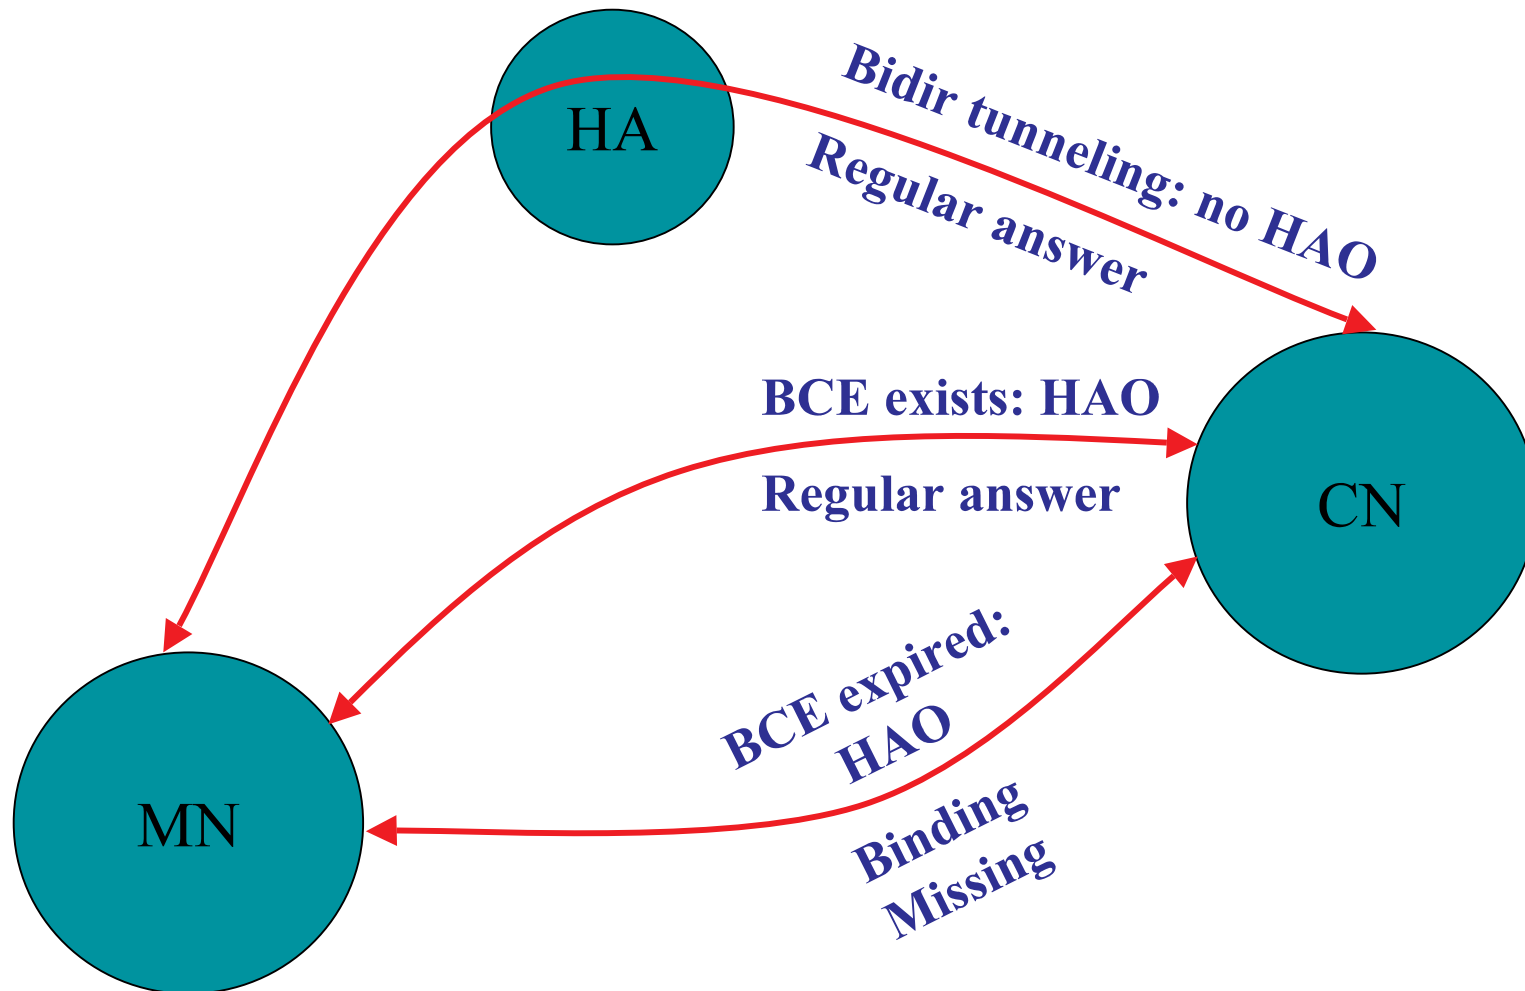 HA
Bidir tunneling: no HAO
Regular answer
BCE exists: HAO
Regular answer
CN
BCE expired:
HAO
Binding
Missing
MN